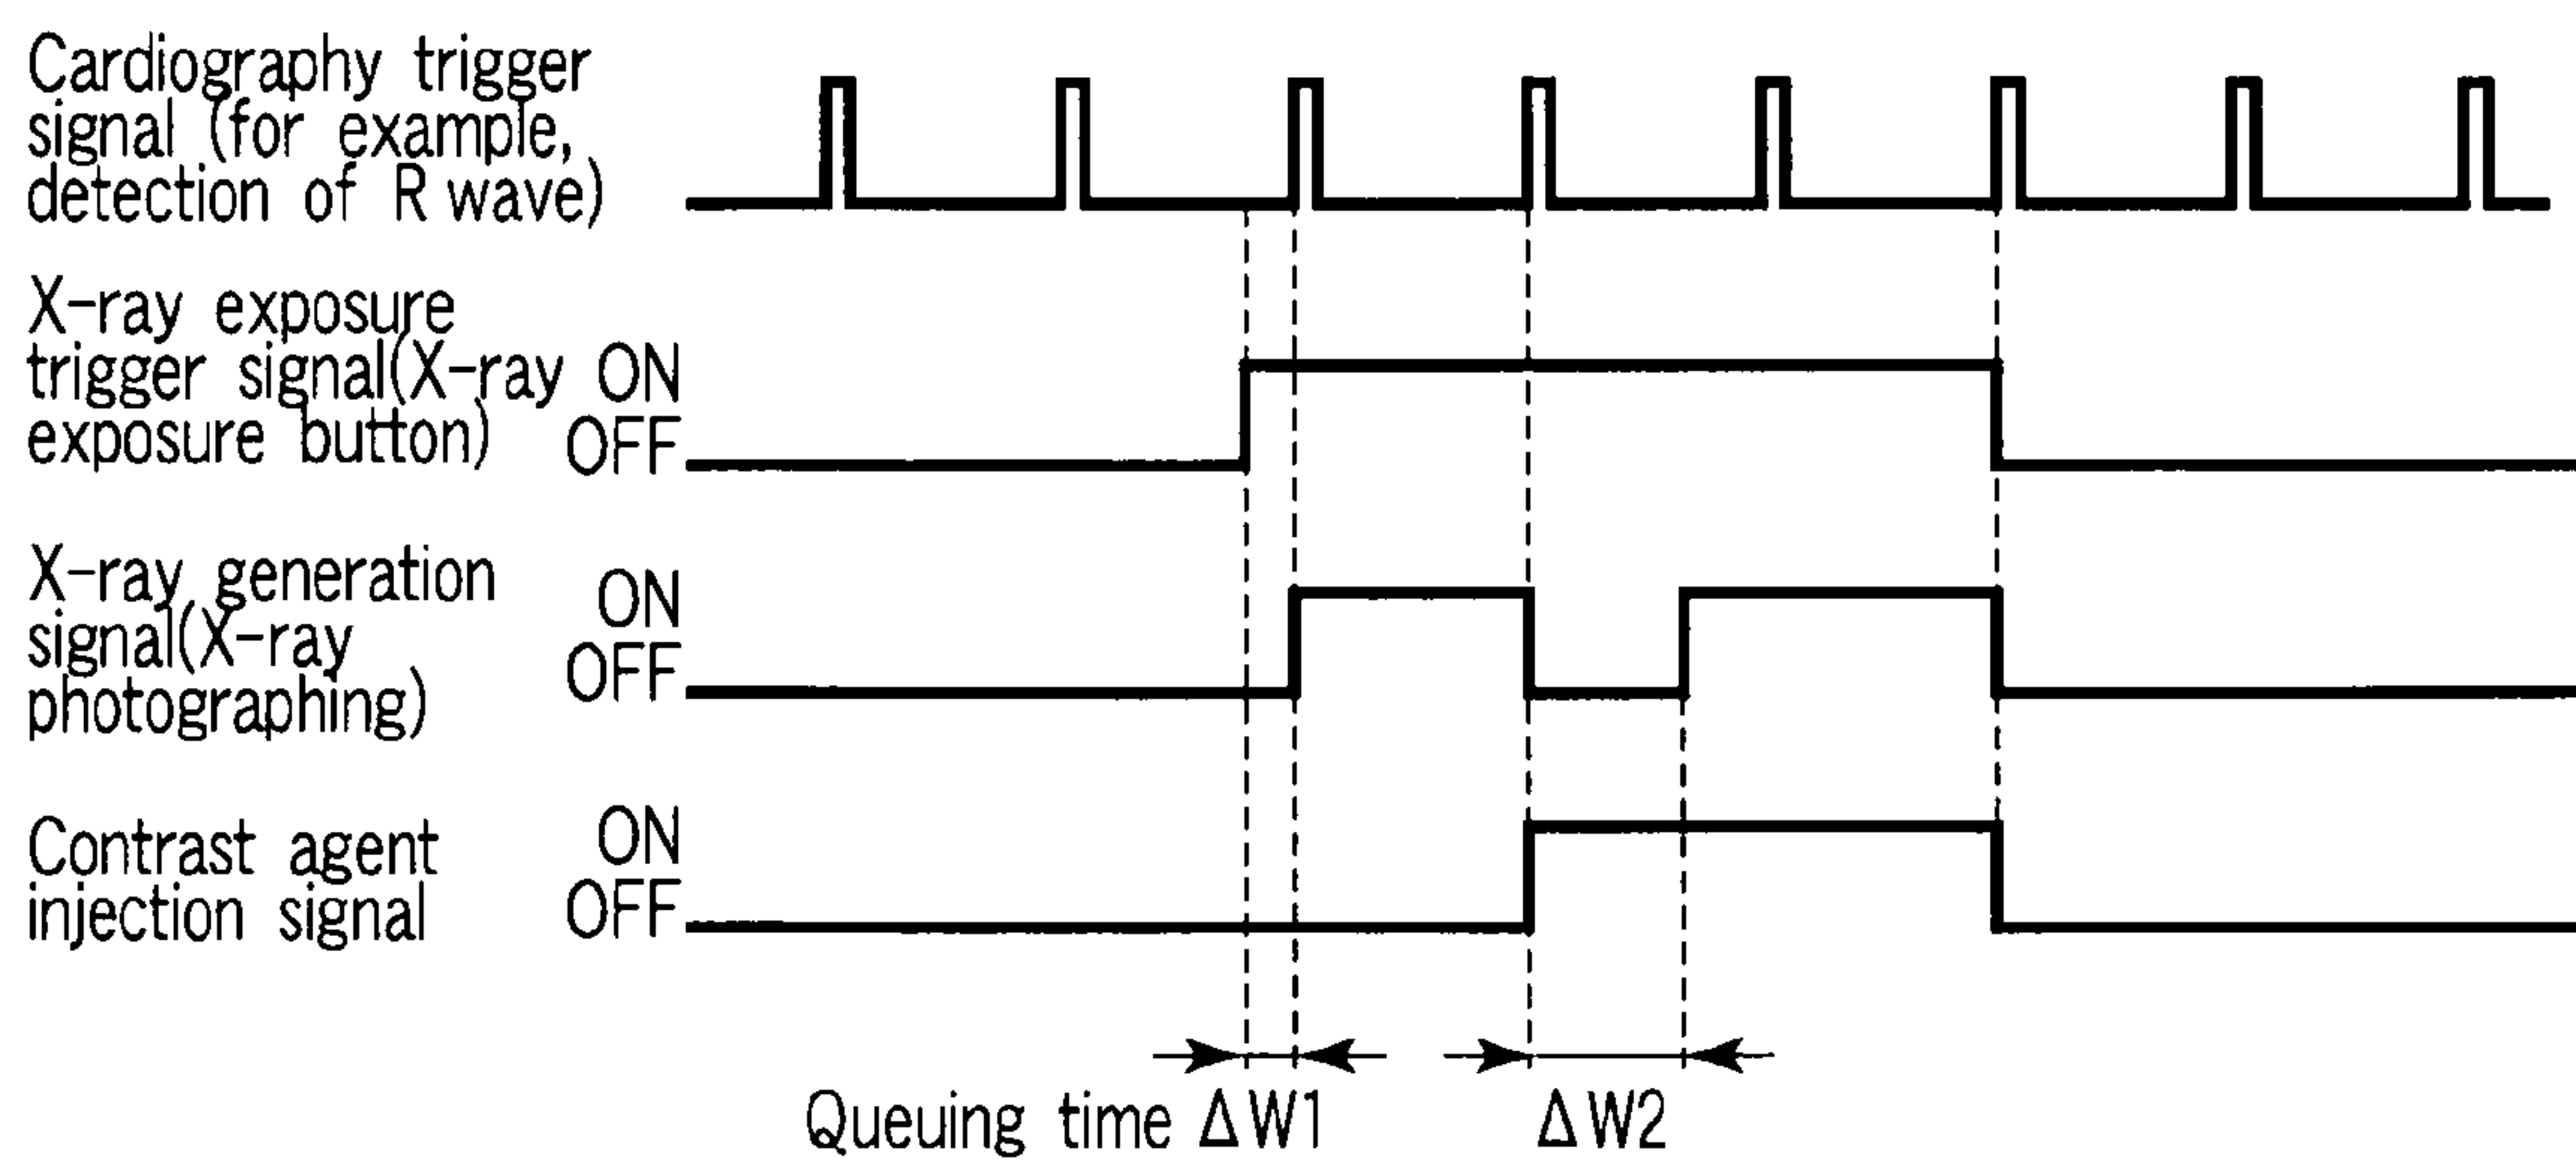 Cardiography trigger
signal (for example,
detection of R wave)
X-ray exposure
trigger signal(X-ray ON
exposure button) OFF
X-ray generation ON
signal(X-ray OFF
photographing)
Contrast agent ON
injection signal OFF
Queuing time ΔW1 ΔW2